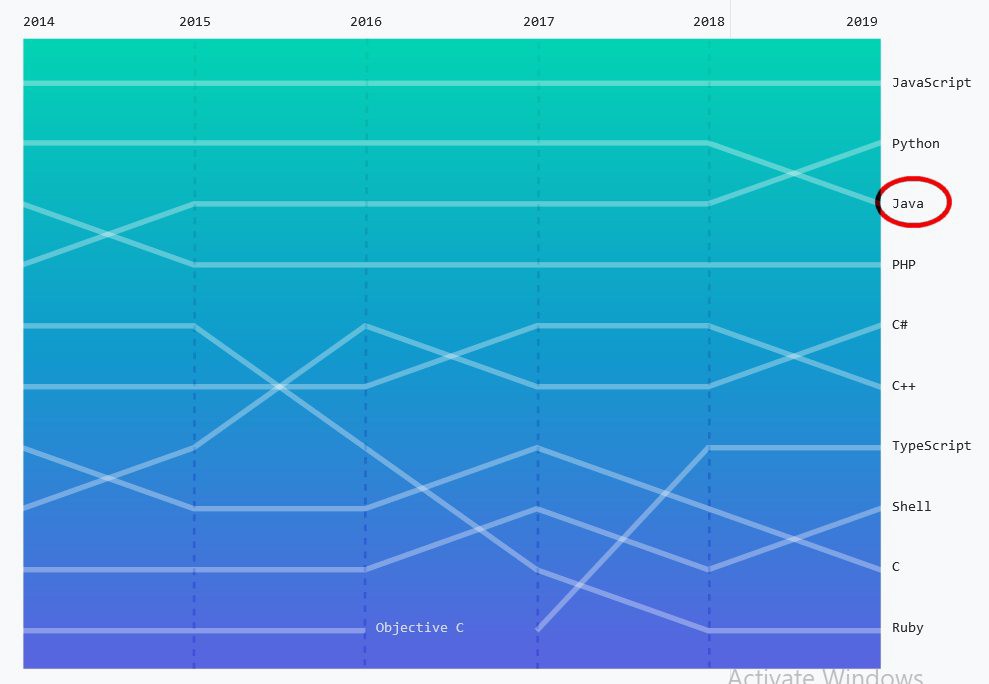 2014 2015 2016 2017 2018 2019
JavaScript
Python
Java
PHP
C#
C++
TypeScript
Shell
C
Objective C Ruby
Activate Windows